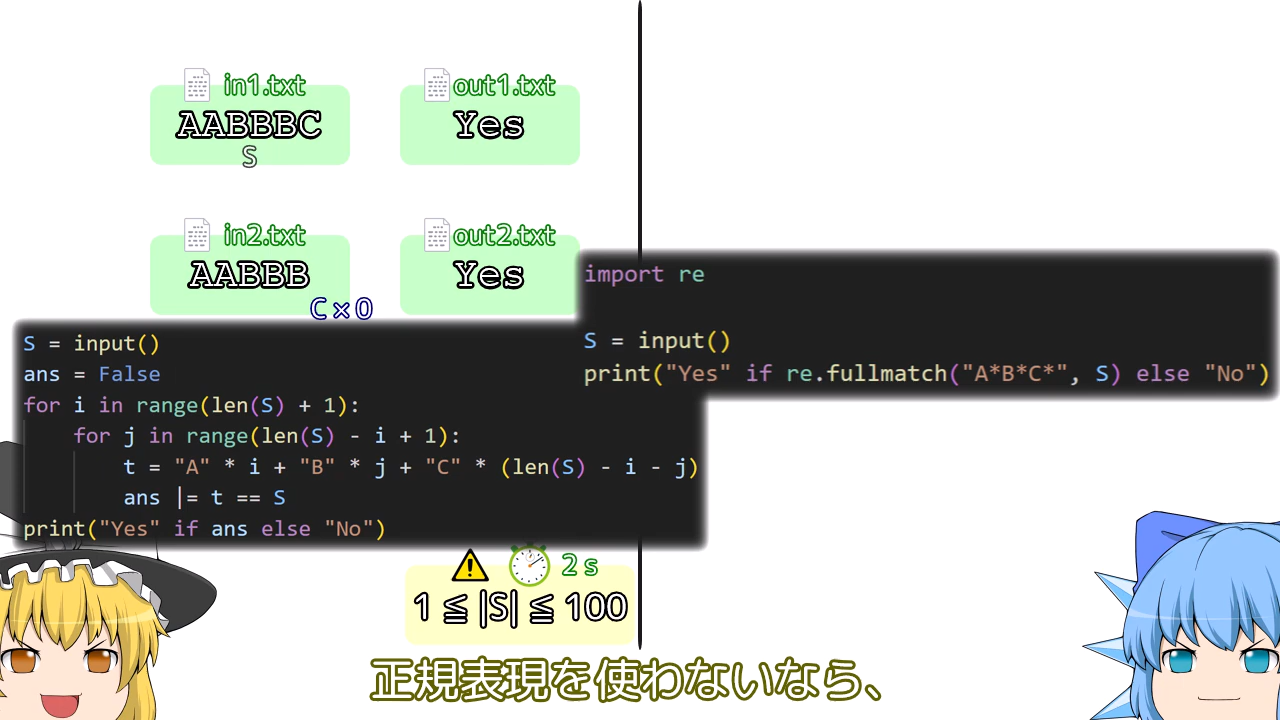 in1.txt
AABBBC
S
out1.txt
Yes
in2.txt
AABBB
C×0
out2.txt
Yes
import re
S = input()
print("Yes" if re.fullmatch("A*B*C*", S) else "No")
S = input()
ans = False
for i in range(len(S) + 1):
    for j in range(len(S) - i + 1):
        t = "A" * i + "B" * j + "C" * (len(S) - i - j)
        ans |= t == S
print("Yes" if ans else "No")
2 s
1 ≦ |S| ≦ 100
正規表現を使わないなら、